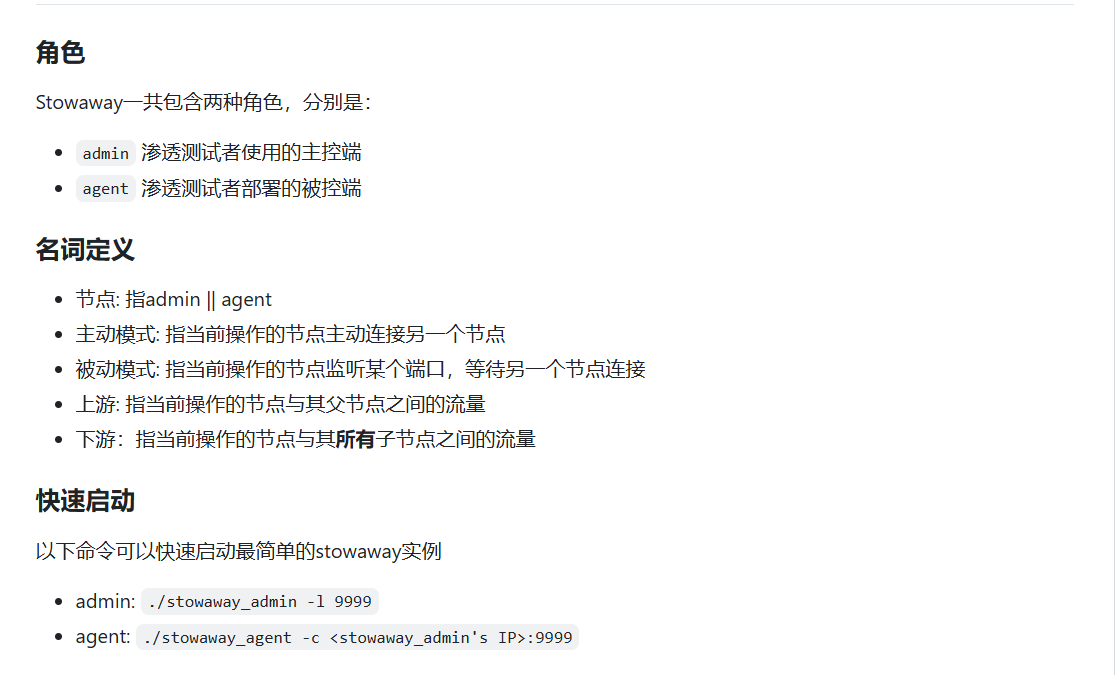 角色
Stowaway一共包含两种角色，分别是：
admin 渗透测试者使用的主控端
agent 渗透测试者部署的被控端
名词定义
节点: 指admin || agent
主动模式: 指当前操作的节点主动连接另一个节点
被动模式: 指当前操作的节点监听某个端口，等待另一个节点连接
上游: 指当前操作的节点与其父节点之间的流量
下游：指当前操作的节点与其所有子节点之间的流量
快速启动
以下命令可以快速启动最简单的stowaway实例
admin: ./stowaway_admin -l 9999
agent: ./stowaway_agent -c <stowaway_admin's IP>:9999